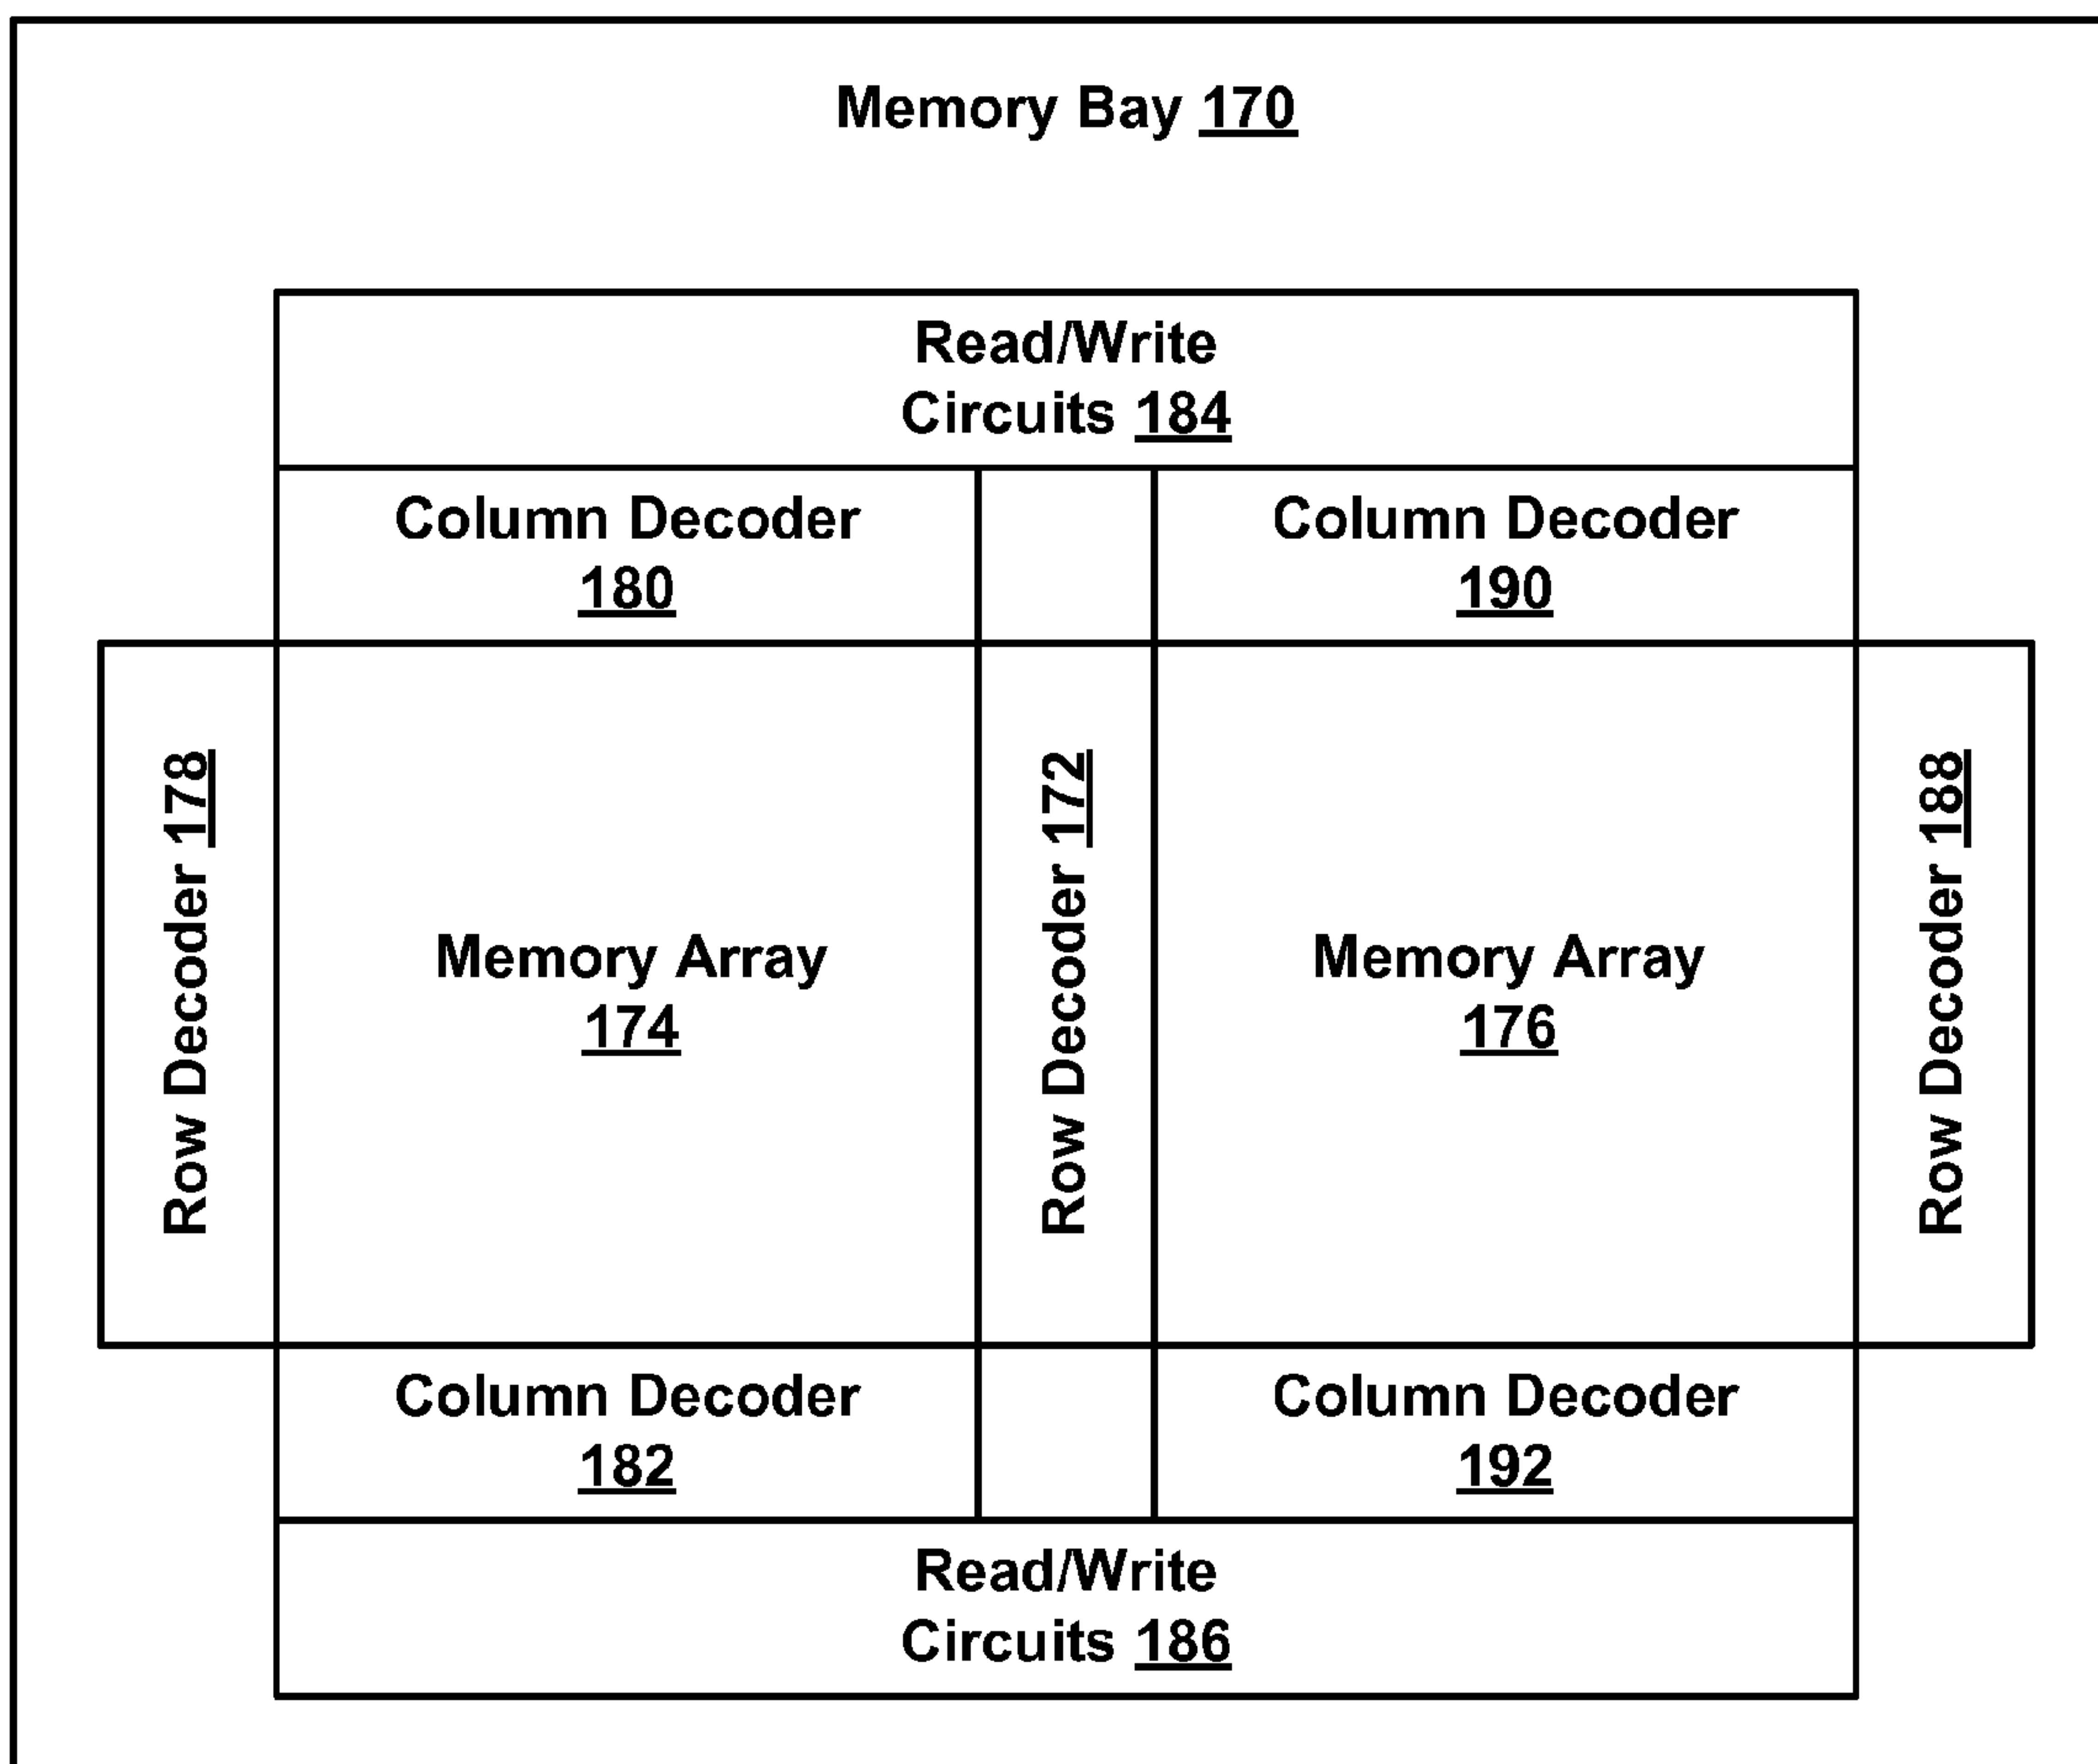 Memory Bay 170
Read/Write
Circuits 184
Column Decoder
180
Column Decoder
190
Row Decoder 178
Memory Array
174
Row Decoder 172
Memory Array
176
Row Decoder 188
Column Decoder
182
Column Decoder
192
Read/Write
Circuits 186